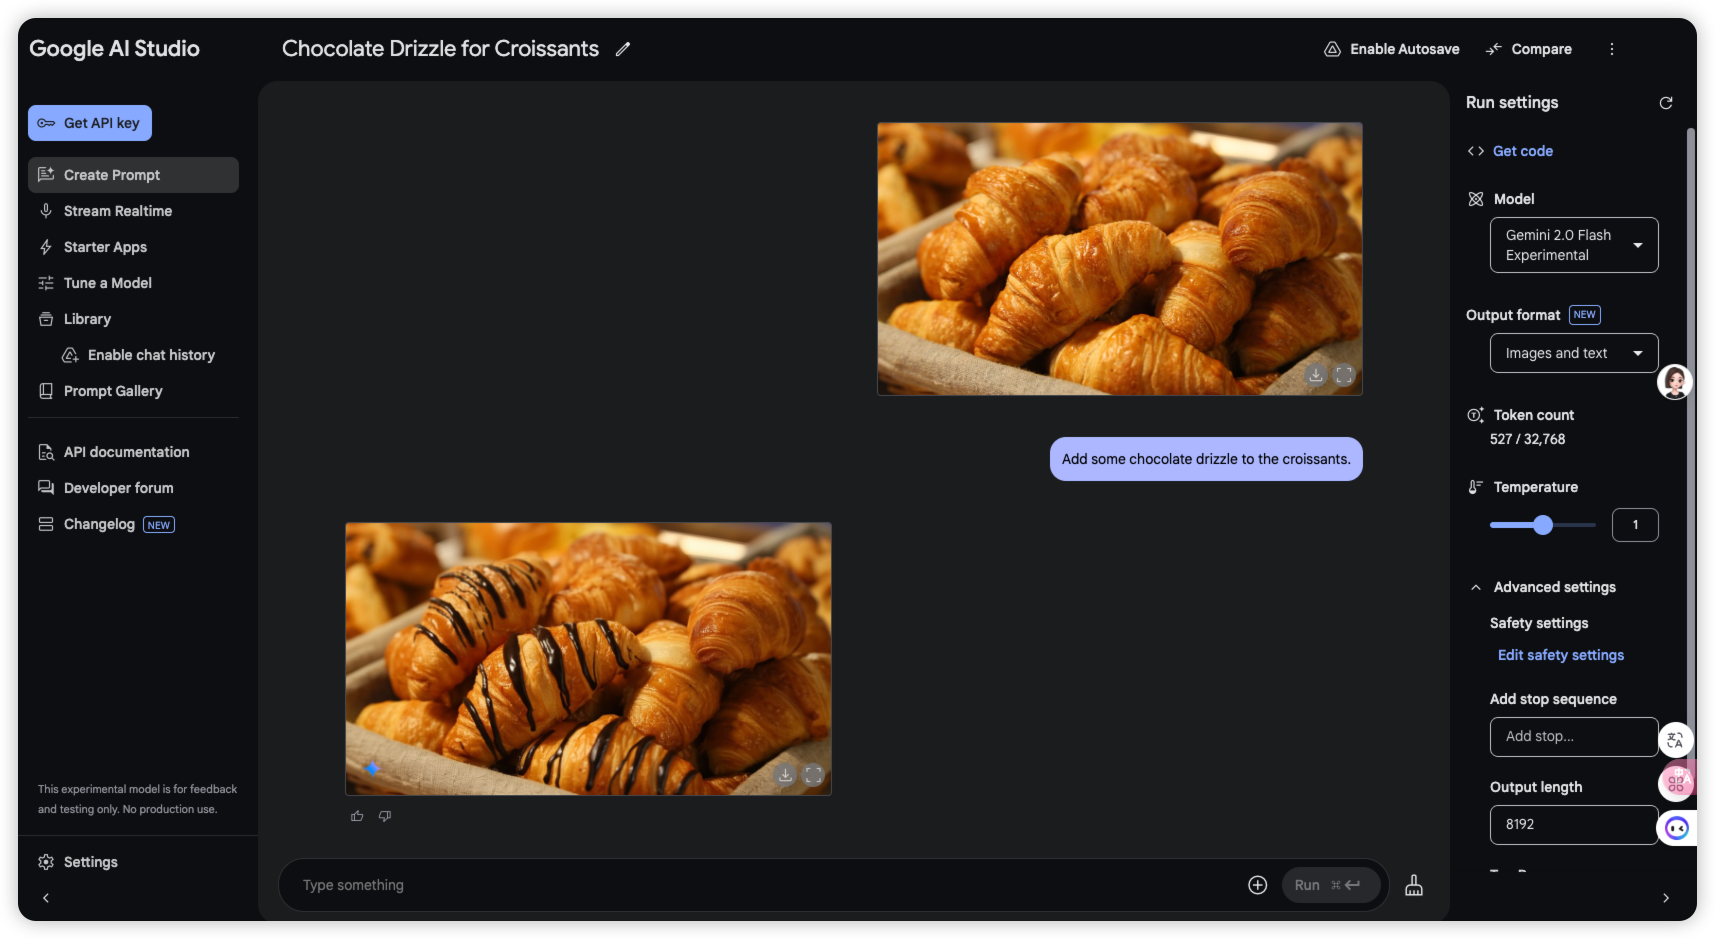 Google AI Studio
Chocolate Drizzle for Croissants
Enable Autosave
Compare
Get API key
Create Prompt
Stream Realtime
Starter Apps
Tune a Model
Library
Enable chat history
Prompt Gallery
API documentation
Developer forum
Changelog NEW
This experimental model is for feedback
and testing only. No production use.
Settings
Add some chocolate drizzle to the croissants.
Type something
Run ⌘
Run settings
Get code
Model
Gemini 2.0 Flash
Experimental
Output format NEW
Images and text
Token count
527 / 32,768
Temperature
1
Advanced settings
Safety settings
Edit safety settings
Add stop sequence
Add stop...
Output length
8192